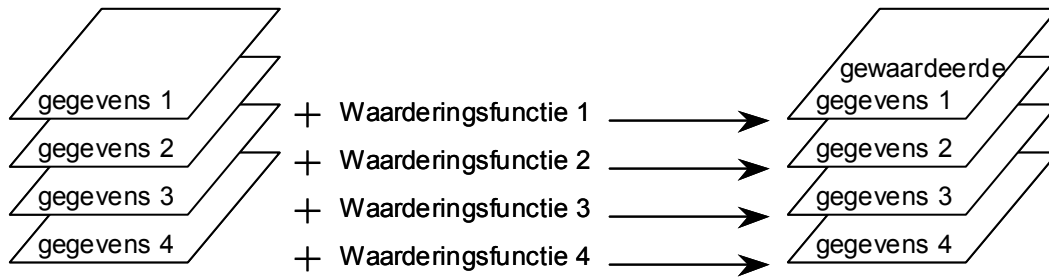 gewaardeerde
gegevens 1 + Waarderingsfunctie 1 gegevens 1
gegevens 2 + Waarderingsfunctie 2 gegevens 2
gegevens 3 + Waarderingsfunctie 3 gegevens 3
gegevens 4 + Waarderingsfunctie 4 gegevens 4